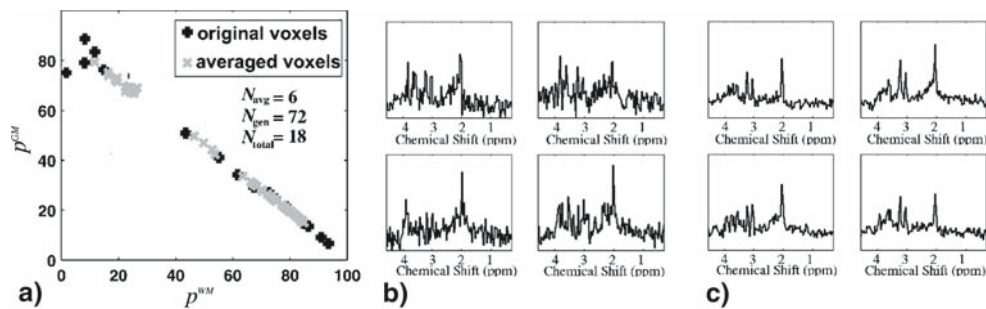 original voxels
averaged voxels
N_avg = 6
N_gen = 72
N_total = 18
80
60
40
20
0
p^GM
0 20 40 60 80 100
p^WM
a)
4 3 2 1
Chemical Shift (ppm)
4 3 2 1
Chemical Shift (ppm)
4 3 2 1
Chemical Shift (ppm)
4 3 2 1
Chemical Shift (ppm)
b)
4 3 2 1
Chemical Shift (ppm)
4 3 2 1
Chemical Shift (ppm)
4 3 2 1
Chemical Shift (ppm)
4 3 2 1
Chemical Shift (ppm)
c)